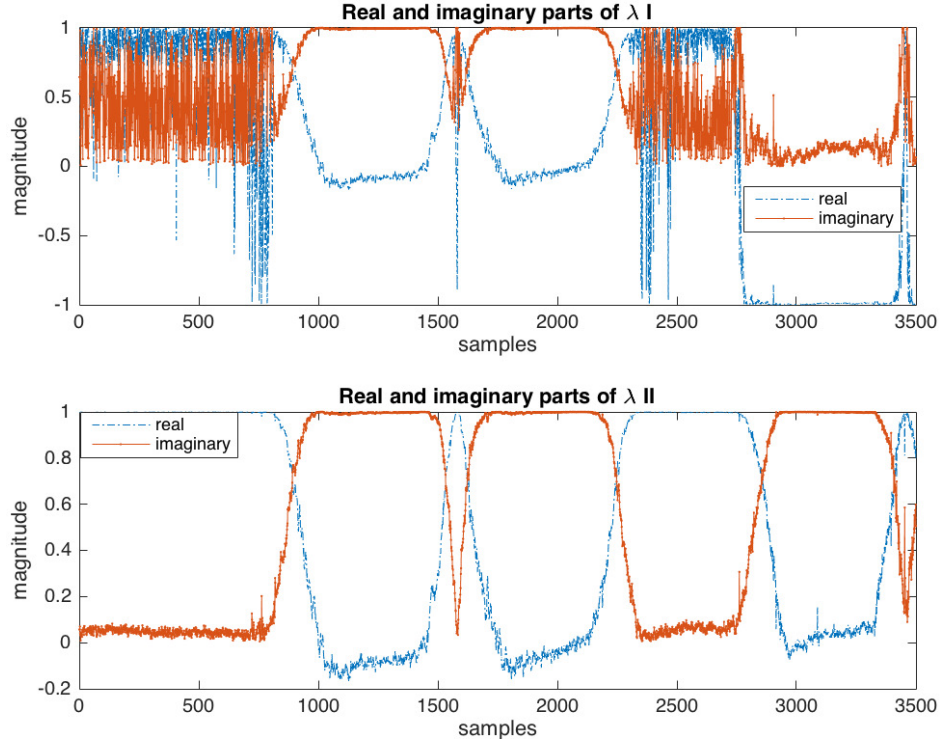 Real and imaginary parts of λ I
magnitude
1
0.5
0
-0.5
-1
real
imaginary
0 500 1000 1500 2000 2500 3000 3500
samples
Real and imaginary parts of λ II
magnitude
1
0.8
0.6
0.4
0.2
0
-0.2
real
imaginary
0 500 1000 1500 2000 2500 3000 3500
samples